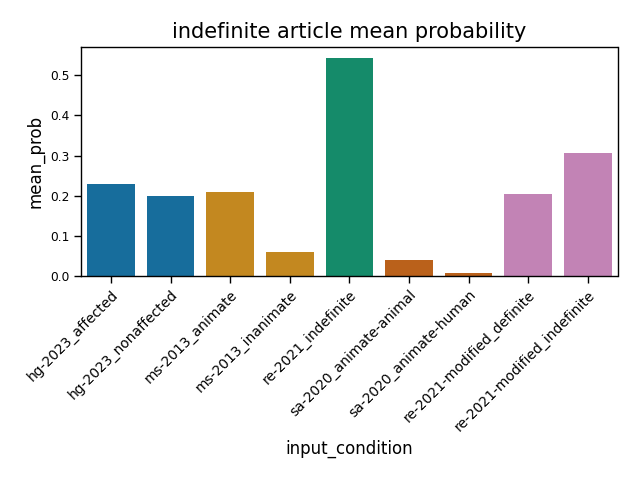 indefinite article mean probability
mean_prob
0.5
0.4
0.3
0.2
0.1
0.0
hg-2023_affected
hg-2023_nonaffected
ms-2013_animate
ms-2013_inanimate
re-2021_indefinite
sa-2020_animate-animal
sa-2020_animate-human
re-2021-modified_definite
re-2021-modified_indefinite
input_condition